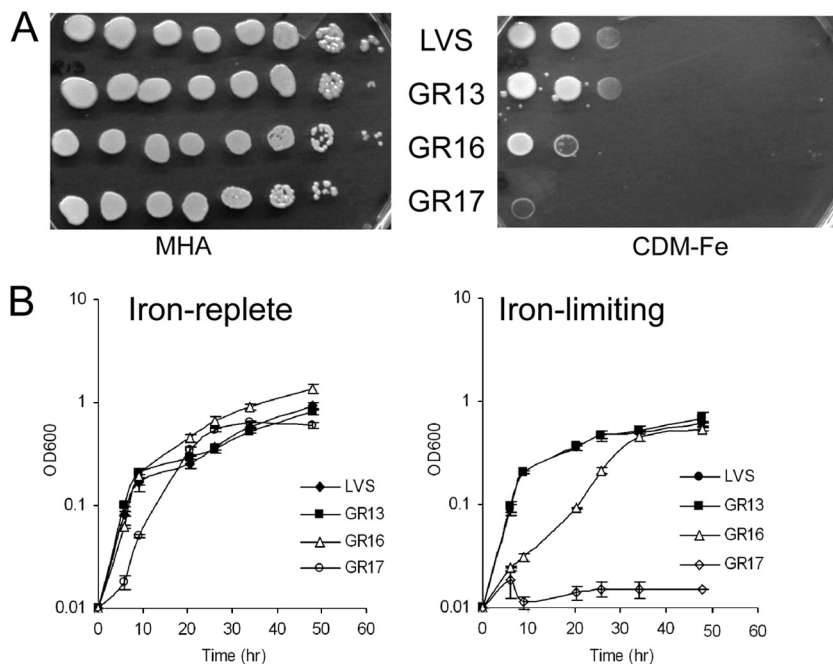 A
LVS
GR13
GR16
GR17
MHA
CDM-Fe
B
Iron-replete
Iron-limiting
10
1
0.1
0.01
OD600
0 10 20 30 40 50 60
Time (hr)
LVS
GR13
GR16
GR17
10
1
0.1
0.01
OD600
0 10 20 30 40 50 60
Time (hr)
LVS
GR13
GR16
GR17